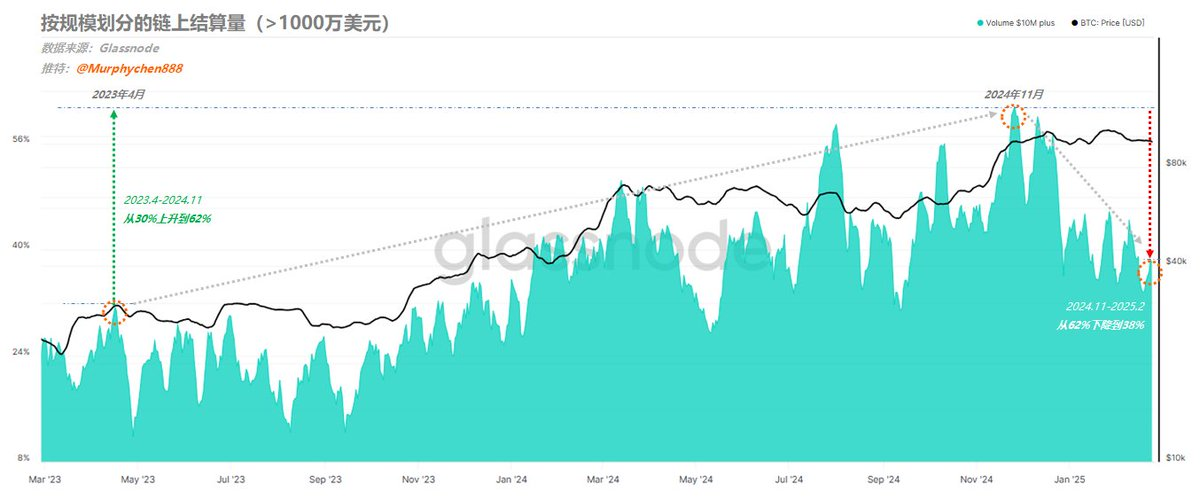 按规模划分的链上结算量（>1000万美元）
Volume $10M plus
BTC: Price [USD]
数据来源：Glassnode
推特：@Murphychen888
2023年4月
2024年11月
56%
$80k
2023.4-2024.11
从30%上升到62%
glassnode
40%
$40k
2024.11-2025.2
从62%下降到38%
24%
8%
$10k
Mar '23
May '23
Jul '23
Sep '23
Nov '23
Jan '24
Mar '24
May '24
Jul '24
Sep '24
Nov '24
Jan '25